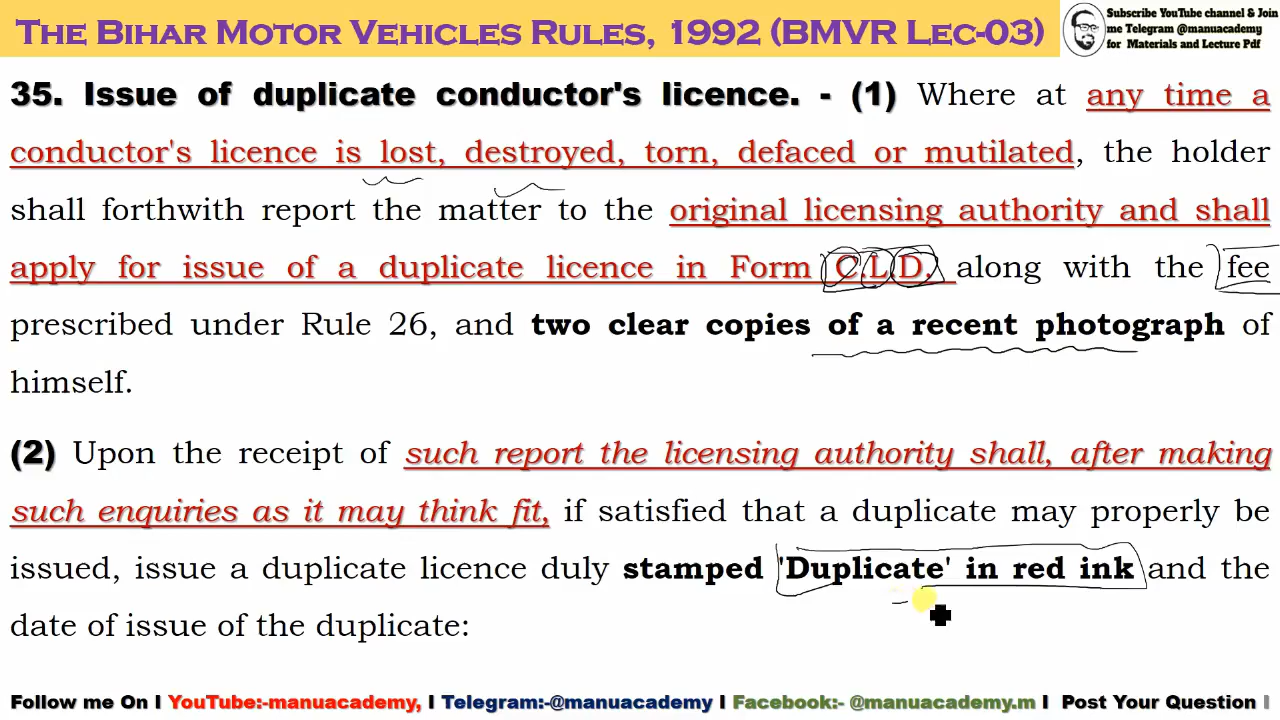 THE BIHAR MOTOR VEHICLES RULES, 1992 (BMVR LEC-03)
Subscribe YouTube channel & Join
me Telegram @manuacademy
for Materials and Lecture Pdf
35. Issue of duplicate conductor's licence. - (1) Where at any time a
conductor's licence is lost, destroyed, torn, defaced or mutilated, the holder
shall forthwith report the matter to the original licensing authority and shall
apply for issue of a duplicate licence in Form C.L.D. along with the fee
prescribed under Rule 26, and two clear copies of a recent photograph of
himself.
(2) Upon the receipt of such report the licensing authority shall, after making
such enquiries as it may think fit, if satisfied that a duplicate may properly be
issued, issue a duplicate licence duly stamped 'Duplicate' in red ink and the
date of issue of the duplicate:
Follow me On I YouTube:-manuacademy, I Telegram:-@manuacademy I Facebook:- @manuacademy.m I Post Your Question I